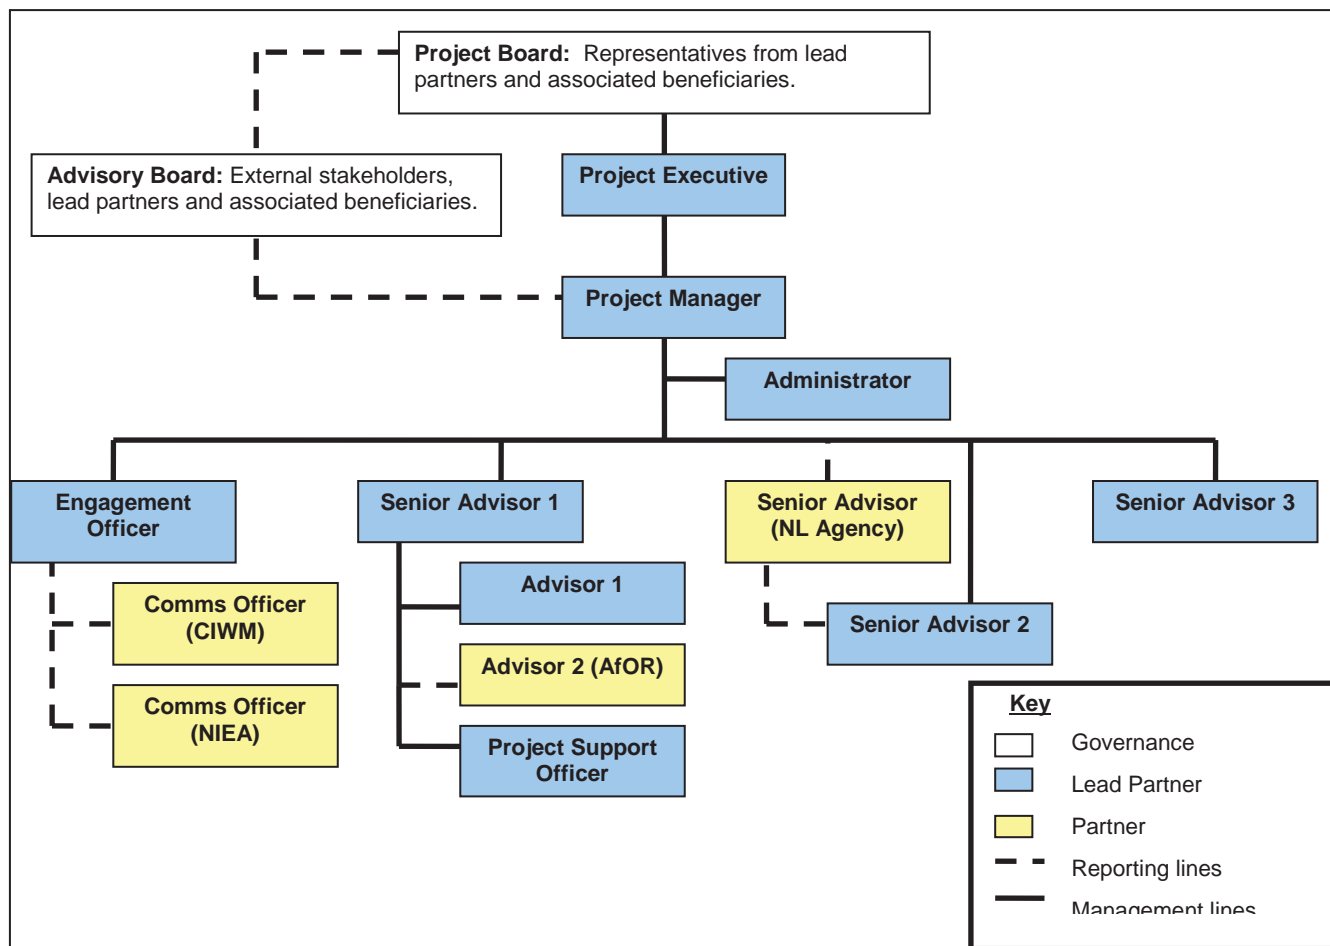 Project Board: Representatives from lead
partners and associated beneficiaries.
Advisory Board: External stakeholders,
lead partners and associated beneficiaries.
Project Executive
Project Manager
Administrator
Engagement
Officer
Senior Advisor 1
Senior Advisor
(NL Agency)
Senior Advisor 3
Comms Officer
(CIWM)
Advisor 1
Senior Advisor 2
Advisor 2 (AfOR)
Comms Officer
(NIEA)
Project Support
Officer
Key
Governance
Lead Partner
Partner
Reporting lines
Management lines